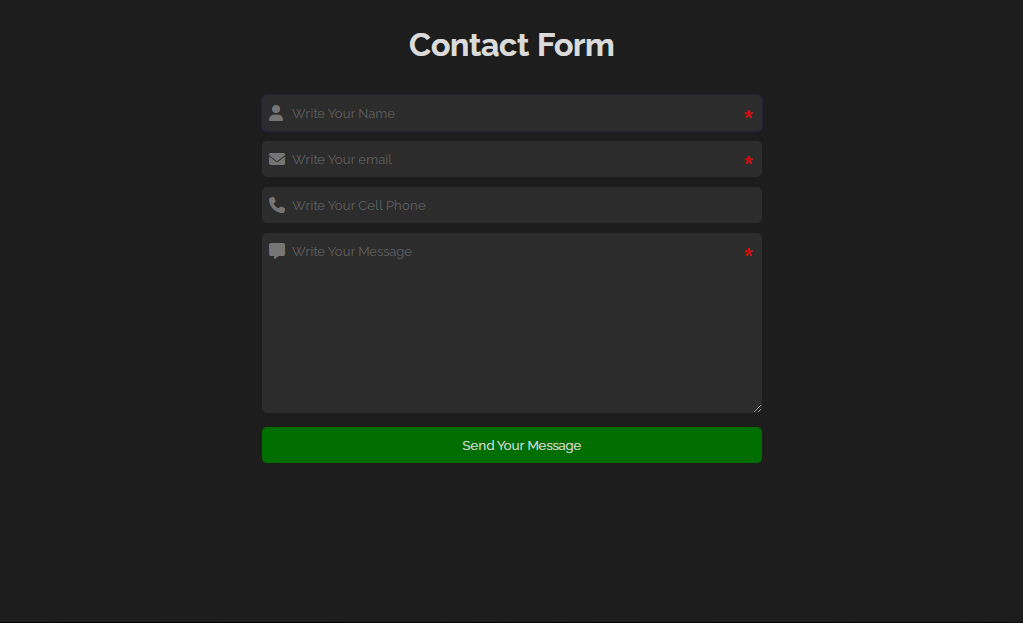 Contact Form
Write Your Name *
Write Your email *
Write Your Cell Phone
Write Your Message *
Send Your Message